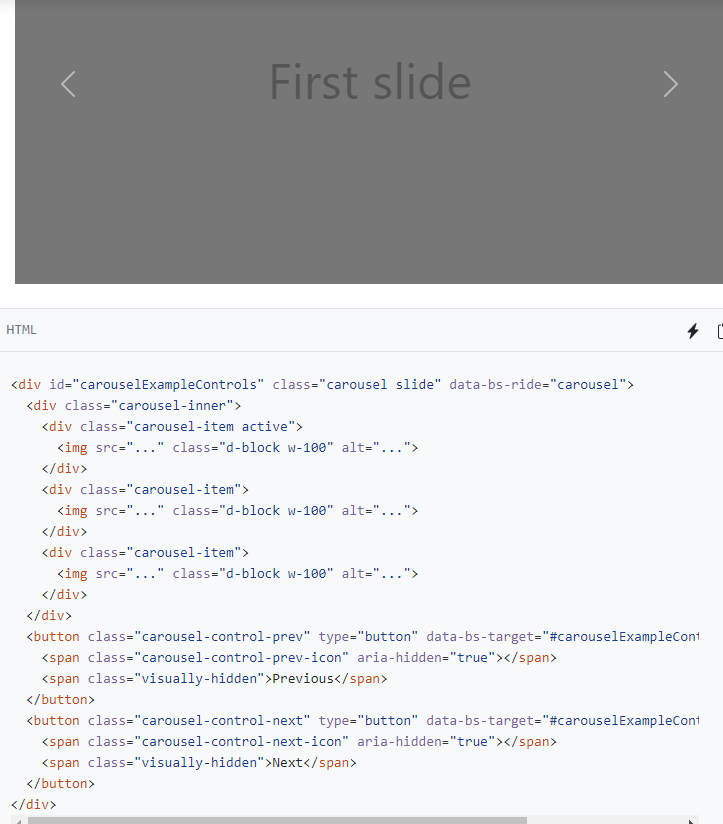 First slide
HTML
<div id="carouselExampleControls" class="carousel slide" data-bs-ride="carousel">
  <div class="carousel-inner">
    <div class="carousel-item active">
      <img src="..." class="d-block w-100" alt="...">
    </div>
    <div class="carousel-item">
      <img src="..." class="d-block w-100" alt="...">
    </div>
    <div class="carousel-item">
      <img src="..." class="d-block w-100" alt="...">
    </div>
  </div>
  <button class="carousel-control-prev" type="button" data-bs-target="#carouselExampleCont
    <span class="carousel-control-prev-icon" aria-hidden="true"></span>
    <span class="visually-hidden">Previous</span>
  </button>
  <button class="carousel-control-next" type="button" data-bs-target="#carouselExampleCont
    <span class="carousel-control-next-icon" aria-hidden="true"></span>
    <span class="visually-hidden">Next</span>
  </button>
</div>